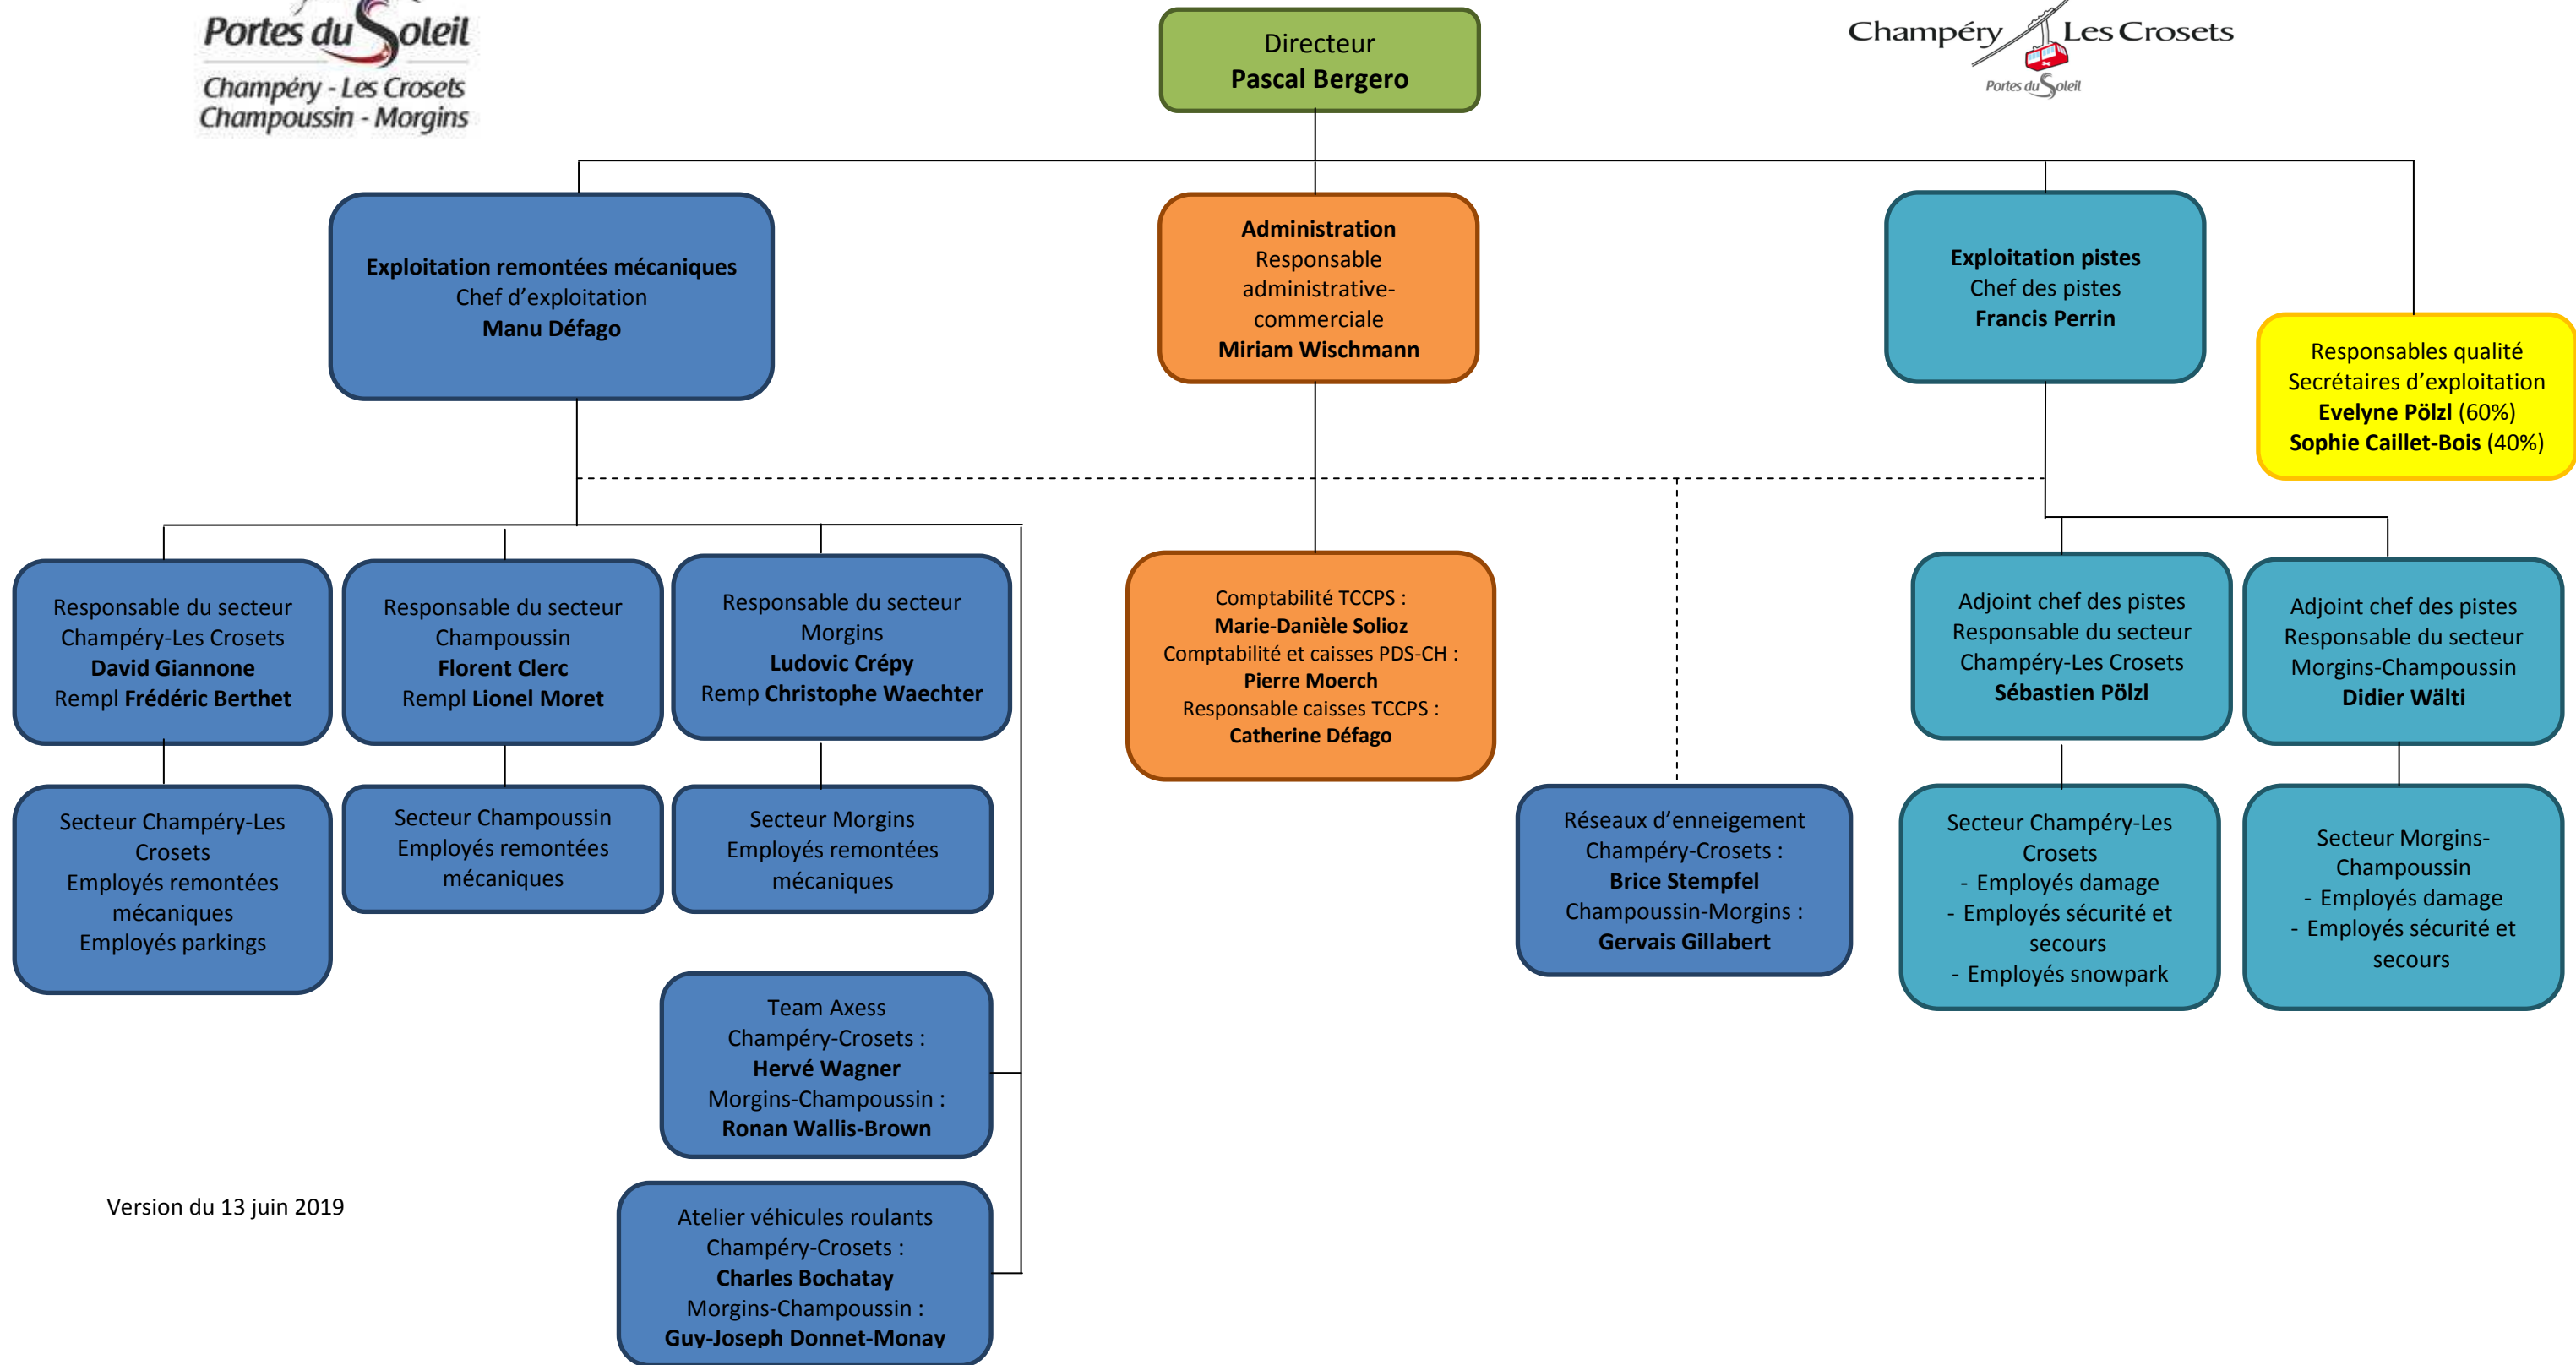 Portes du Soleil
Champéry - Les Crosets
Champoussin - Morgins
Directeur
Pascal Bergero
Champéry Les Crosets
Portes du Soleil
Exploitation remontées mécaniques
Chef d’exploitation
Manu Défago
Administration
Responsable
administrative-
commerciale
Miriam Wischmann
Exploitation pistes
Chef des pistes
Francis Perrin
Responsables qualité
Secrétaires d’exploitation
Evelyne Pölzl (60%)
Sophie Caillet-Bois (40%)
Responsable du secteur
Champéry-Les Crosets
David Giannone
Rempl Frédéric Berthet
Responsable du secteur
Champoussin
Florent Clerc
Rempl Lionel Moret
Responsable du secteur
Morgins
Ludovic Crépy
Remp Christophe Waechter
Comptabilité TCCPS :
Marie-Danièle Solioz
Comptabilité et caisses PDS-CH :
Pierre Moerch
Responsable caisses TCCPS :
Catherine Défago
Adjoint chef des pistes
Responsable du secteur
Champéry-Les Crosets
Sébastien Pölzl
Adjoint chef des pistes
Responsable du secteur
Morgins-Champoussin
Didier Wälti
Secteur Champéry-Les
Crosets
Employés remontées
mécaniques
Employés parkings
Secteur Champoussin
Employés remontées
mécaniques
Secteur Morgins
Employés remontées
mécaniques
Réseaux d’enneigement
Champéry-Crosets :
Brice Stempfel
Champoussin-Morgins :
Gervais Gillabert
Secteur Champéry-Les
Crosets
- Employés damage
- Employés sécurité et
secours
- Employés snowpark
Secteur Morgins-
Champoussin
- Employés damage
- Employés sécurité et
secours
Team Axess
Champéry-Crosets :
Hervé Wagner
Morgins-Champoussin :
Ronan Wallis-Brown
Atelier véhicules roulants
Champéry-Crosets :
Charles Bochatay
Morgins-Champoussin :
Guy-Joseph Donnet-Monay
Version du 13 juin 2019